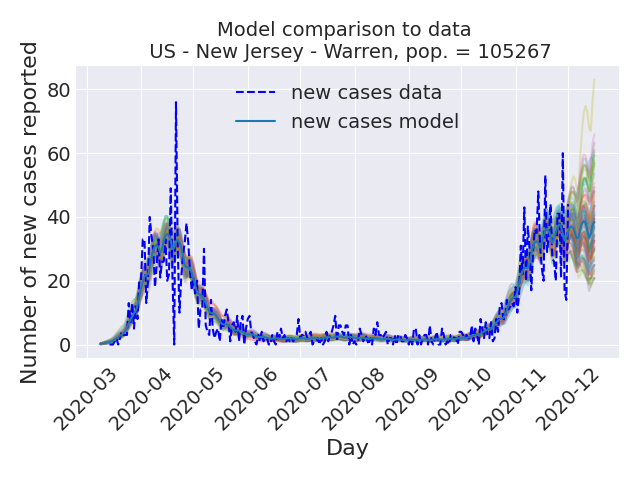 Model comparison to data
US - New Jersey - Warren, pop. = 105267
new cases data
new cases model
Number of new cases reported
80
60
40
20
0
2020-03
2020-04
2020-05
2020-06
2020-07
2020-08
2020-09
2020-10
2020-11
2020-12
Day